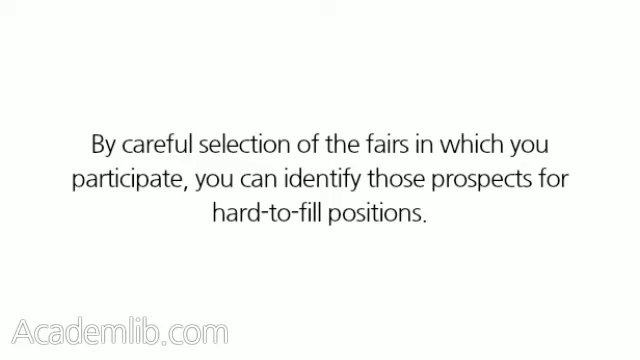 By careful selection of the fairs in which you
participate, you can identify those prospects for
hard-to-fill positions.
Academlib.com